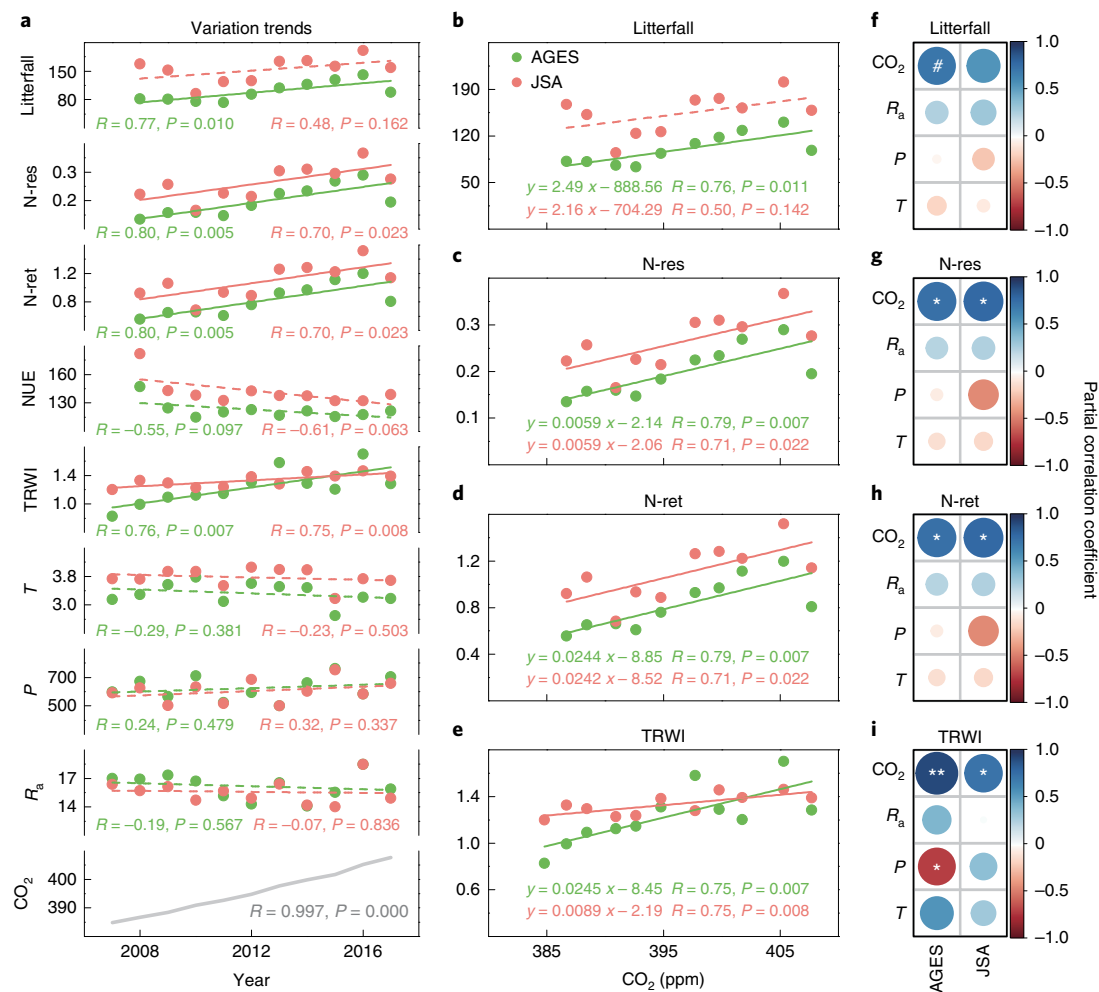 a
Variation trends
Litterfall
150
80
R = 0.77, P = 0.010
R = 0.48, P = 0.162
N-res
0.3
0.2
R = 0.80, P = 0.005
R = 0.70, P = 0.023
N-ret
1.2
0.8
R = 0.80, P = 0.005
R = 0.70, P = 0.023
NUE
160
130
R = −0.55, P = 0.097
R = −0.61, P = 0.063
TRWI
1.4
1.0
R = 0.76, P = 0.007
R = 0.75, P = 0.008
T
3.8
3.0
R = −0.29, P = 0.381
R = −0.23, P = 0.503
P
700
500
R = 0.24, P = 0.479
R = 0.32, P = 0.337
Ra
17
14
R = −0.19, P = 0.567
R = −0.07, P = 0.836
CO2
400
390
R = 0.997, P = 0.000
2008
2012
2016
Year
b
Litterfall
AGES
JSA
190
120
50
y = 2.49 x − 888.56 R = 0.76, P = 0.011
y = 2.16 x − 704.29 R = 0.50, P = 0.142
c
N-res
0.3
0.2
0.1
y = 0.0059 x − 2.14 R = 0.79, P = 0.007
y = 0.0059 x − 2.06 R = 0.71, P = 0.022
d
N-ret
1.2
0.8
0.4
y = 0.0244 x − 8.85 R = 0.79, P = 0.007
y = 0.0242 x − 8.52 R = 0.71, P = 0.022
e
TRWI
1.4
1.0
0.6
y = 0.0245 x − 8.45 R = 0.75, P = 0.007
y = 0.0089 x − 2.19 R = 0.75, P = 0.008
385
395
405
CO2 (ppm)
f
Litterfall
CO2
#
Ra
P
T
1.0
0.5
0
−0.5
−1.0
g
N-res
CO2
* *
Ra
P
T
1.0
0.5
0
−0.5
−1.0
h
N-ret
CO2
* *
Ra
P
T
1.0
0.5
0
−0.5
−1.0
i
TRWI
CO2
** *
Ra
P
*
T
1.0
0.5
0
−0.5
−1.0
AGES
JSA
Partial correlation coefficient